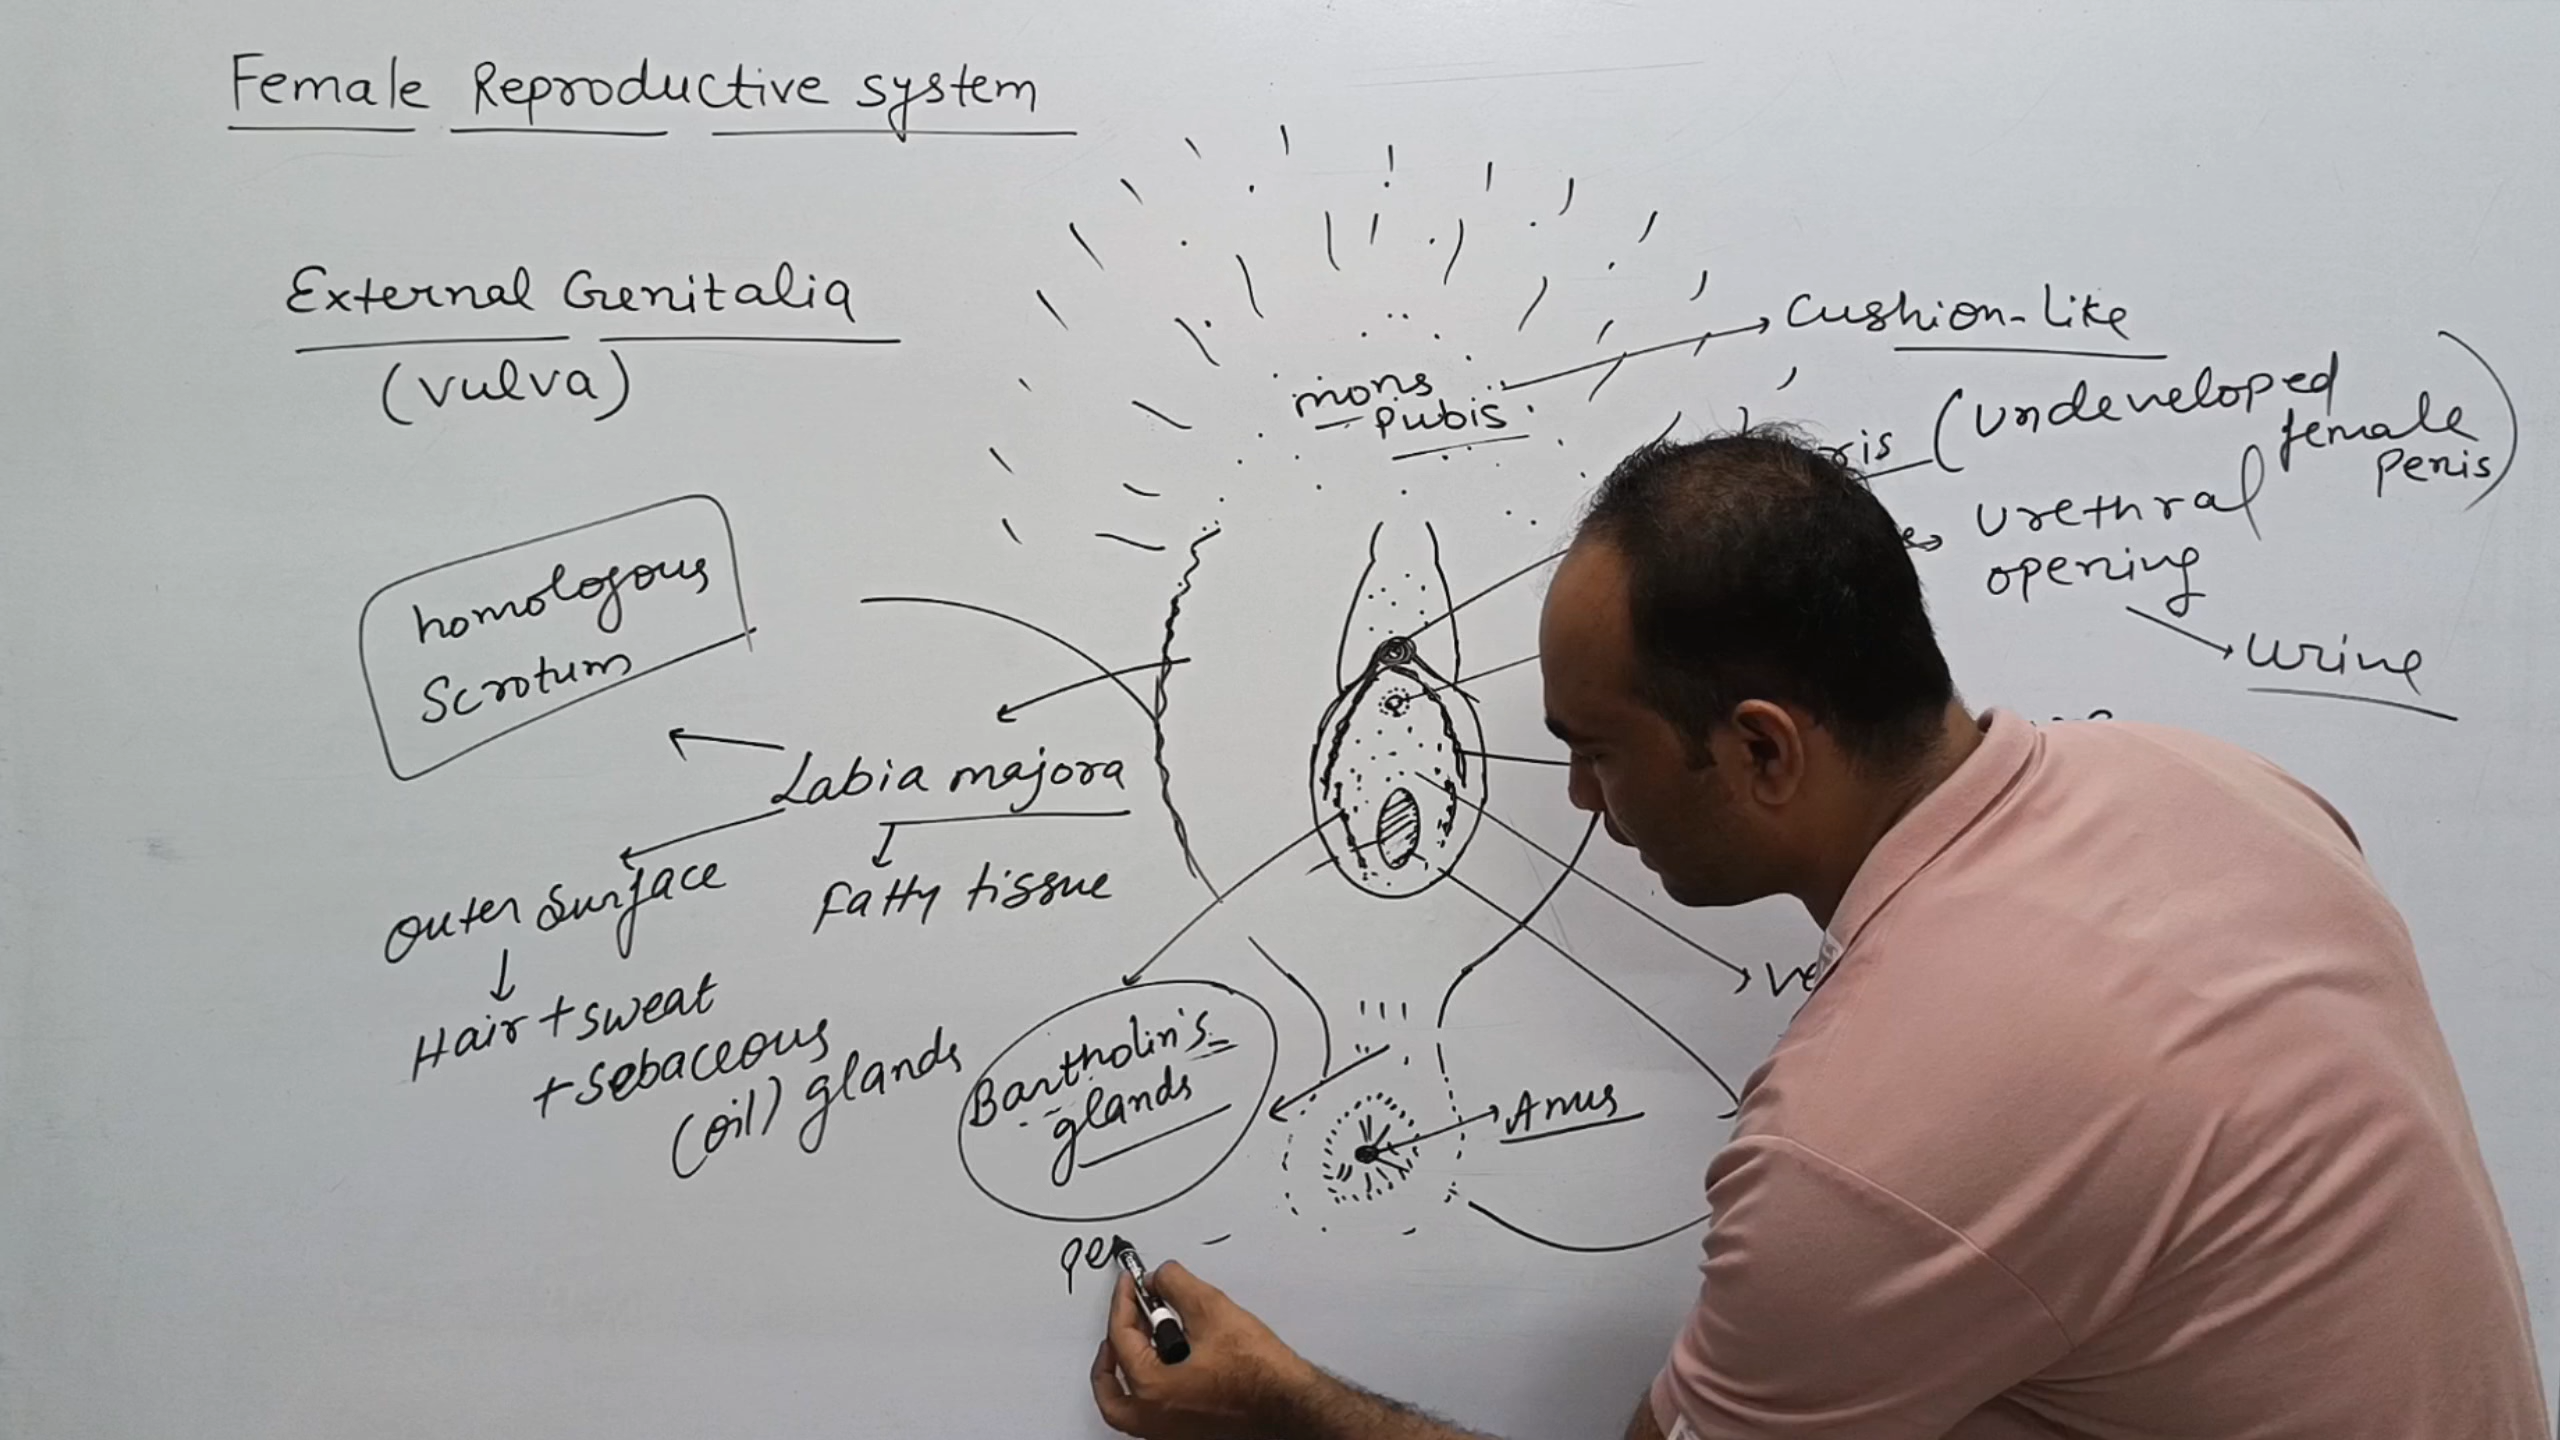 Female Reproductive system
External Genitalia
(vulva)
mons
pubis
Cushion-like
(undeveloped
female
penis)
urethral
opening
urine
homologous
Scrotum
Labia majora
Fatty tissue
outer surface
Hair + sweat
+ sebaceous
(oil) glands
Bartholin's
glands
Anus